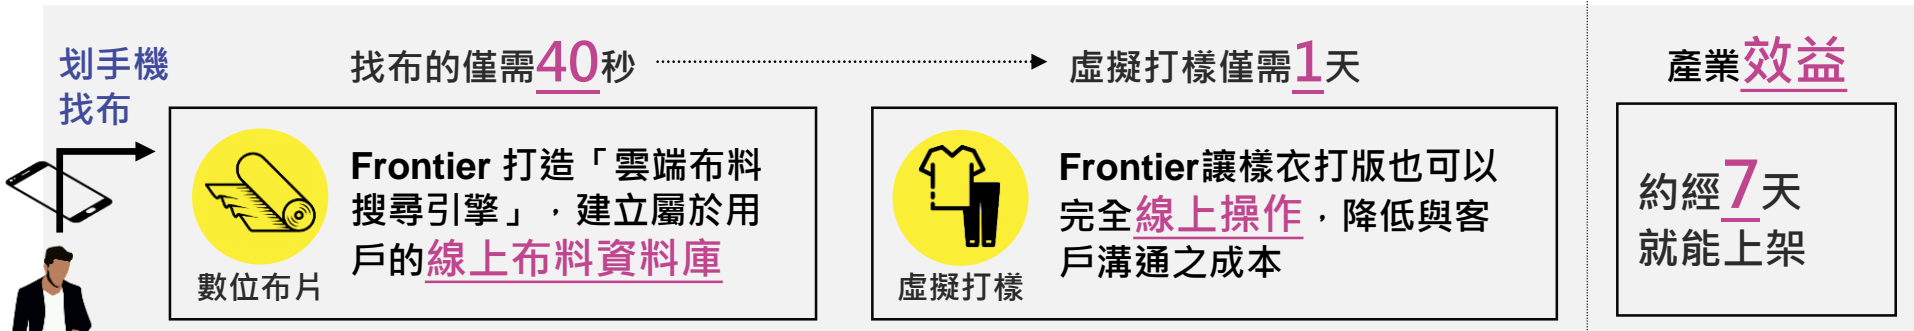 划手機
找布
找布的僅需40秒
虛擬打樣僅需1天
產業效益
Frontier 打造「雲端布料
搜尋引擎」，建立屬於用
戶的線上布料資料庫
數位布片
Frontier讓樣衣打版也可以
完全線上操作，降低與客
戶溝通之成本
虛擬打樣
約經7天
就能上架